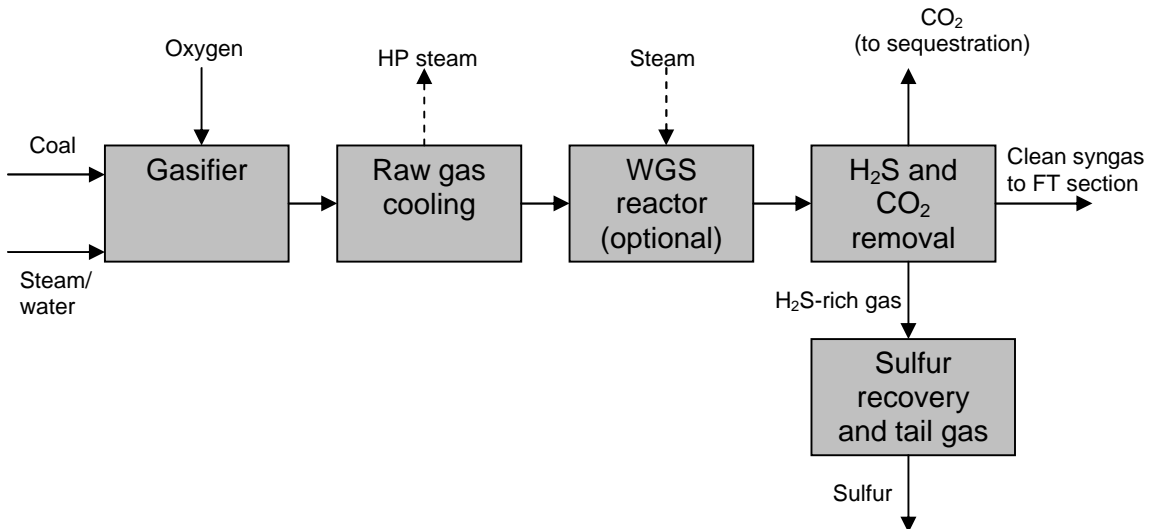 CO₂
(to sequestration)
Oxygen
HP steam
Steam
Coal
Gasifier
Raw gas
cooling
WGS
reactor
(optional)
H₂S and
CO₂
removal
Clean syngas
to FT section
Steam/
water
H₂S-rich gas
Sulfur
recovery
and tail gas
Sulfur